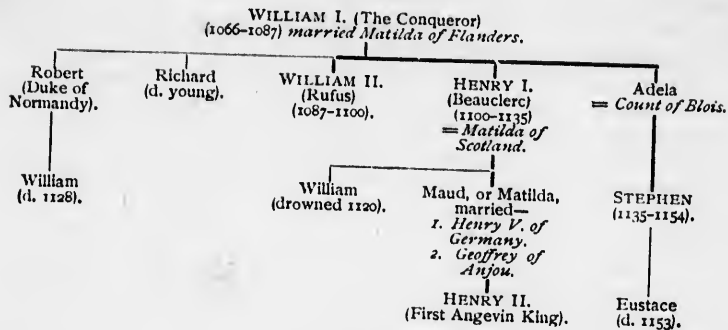 WILLIAM I. (The Conqueror)
(1066–1087) married Matilda of Flanders.
Robert
(Duke of
Normandy).
Richard
(d. young).
WILLIAM II.
(Rufus)
(1087–1100).
HENRY I.
(Beauclerc)
(1100–1135)
= Matilda of
Scotland.
Adela
= Count of Blois.
William
(d. 1128).
William
(drowned 1120).
Maud, or Matilda,
married—
1. Henry V. of
Germany.
2. Geoffrey of
Anjou.
HENRY II.
(First Angevin King).
STEPHEN
(1135–1154).
Eustace
(d. 1153).